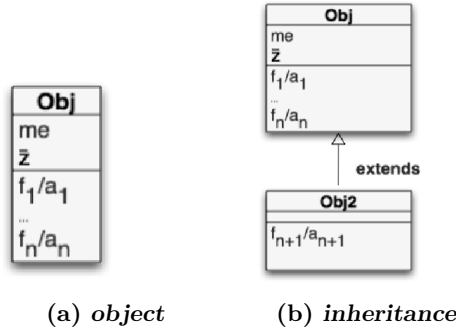 Obj
me
z̄
f₁/a₁
...
fₙ/aₙ
(a) object
Obj
me
z̄
f₁/a₁
...
fₙ/aₙ
extends
Obj2
fₙ₊₁/aₙ₊₁
(b) inheritance